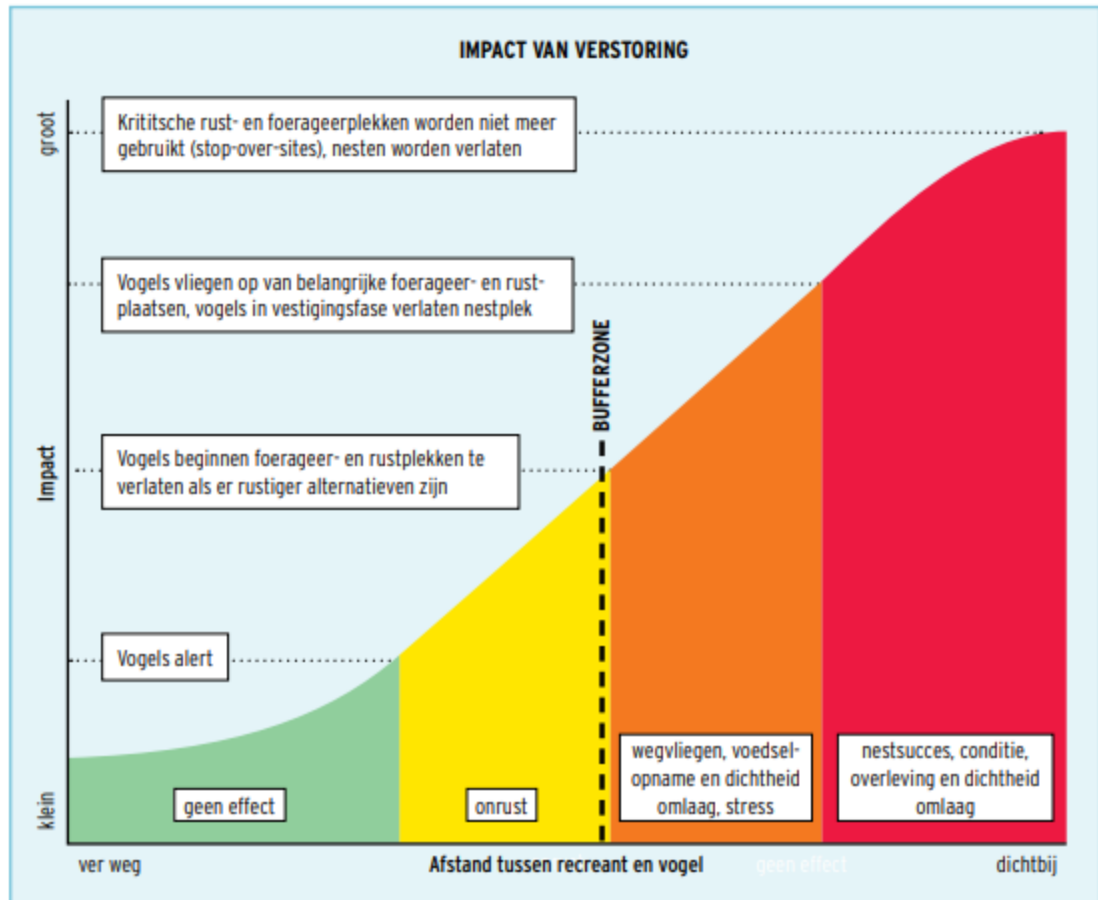 IMPACT VAN VERSTORING
groot
Krititsche rust- en foerageerplekken worden niet meer
gebruikt (stop-over-sites), nesten worden verlaten
Vogels vliegen op van belangrijke foerageer- en rust-
plaatsen, vogels in vestigingsfase verlaten nestplek
BUFFERZONE
Impact
Vogels beginnen foerageer- en rustplekken te
verlaten als er rustiger alternatieven zijn
Vogels alert
klein
geen effect
onrust
wegvliegen, voedsel-
opname en dichtheid
omlaag, stress
nestsucces, conditie,
overleving en dichtheid
omlaag
ver weg
Afstand tussen recreant en vogel
geen effect
dichtbij